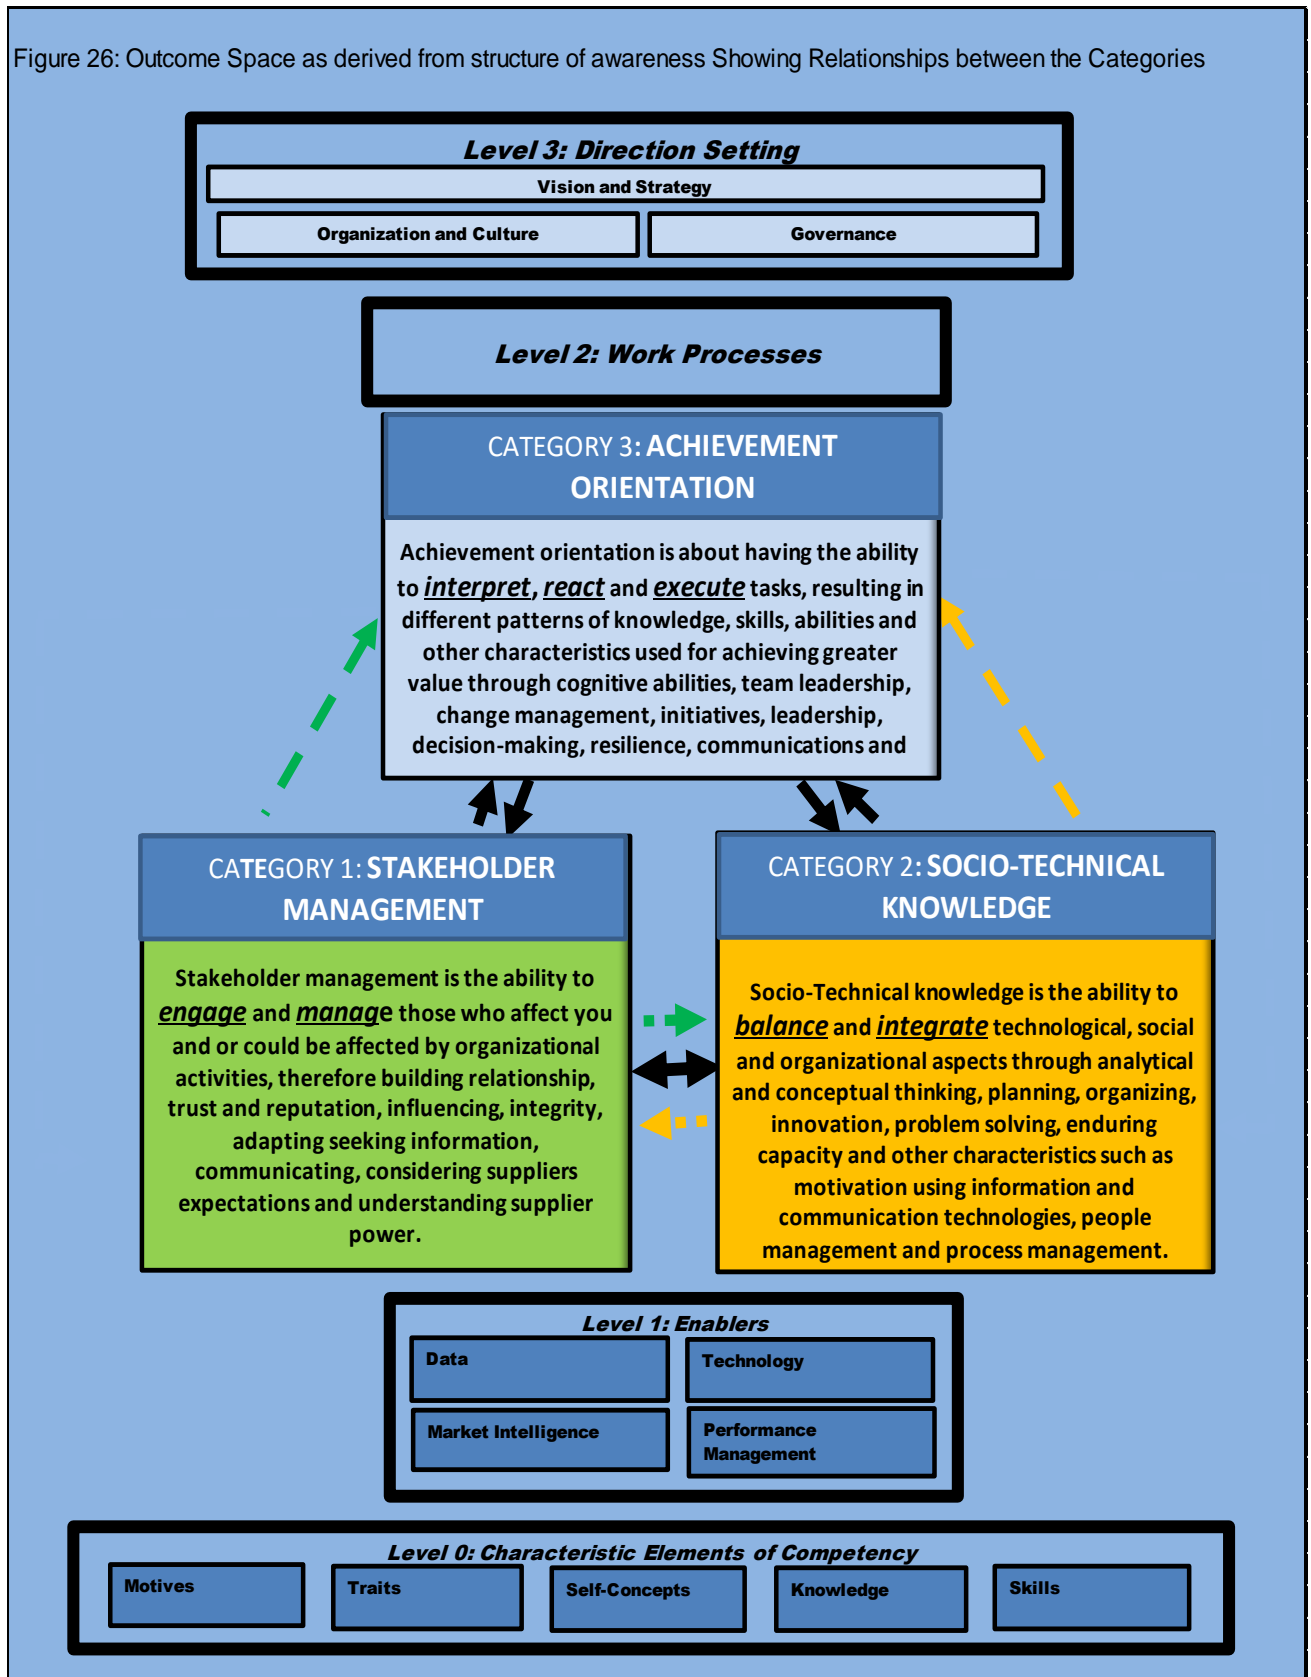 Figure 26: Outcome Space as derived from structure of awareness Showing Relationships between the Categories
Level 3: Direction Setting
Vision and Strategy
Organization and Culture
Governance
Level 2: Work Processes
CATEGORY 3: ACHIEVEMENT
ORIENTATION
Achievement orientation is about having the ability
to interpret, react and execute tasks, resulting in
different patterns of knowledge, skills, abilities and
other characteristics used for achieving greater
value through cognitive abilities, team leadership,
change management, initiatives, leadership,
decision-making, resilience, communications and
CATEGORY 1: STAKEHOLDER
MANAGEMENT
Stakeholder management is the ability to
engage and manage those who affect you
and or could be affected by organizational
activities, therefore building relationship,
trust and reputation, influencing, integrity,
adapting seeking information,
communicating, considering suppliers
expectations and understanding supplier
power.
CATEGORY 2: SOCIO-TECHNICAL
KNOWLEDGE
Socio-Technical knowledge is the ability to
balance and integrate technological, social
and organizational aspects through analytical
and conceptual thinking, planning, organizing,
innovation, problem solving, enduring
capacity and other characteristics such as
motivation using information and
communication technologies, people
management and process management.
Level 1: Enablers
Data
Technology
Market Intelligence
Performance
Management
Level 0: Characteristic Elements of Competency
Motives
Traits
Self-Concepts
Knowledge
Skills